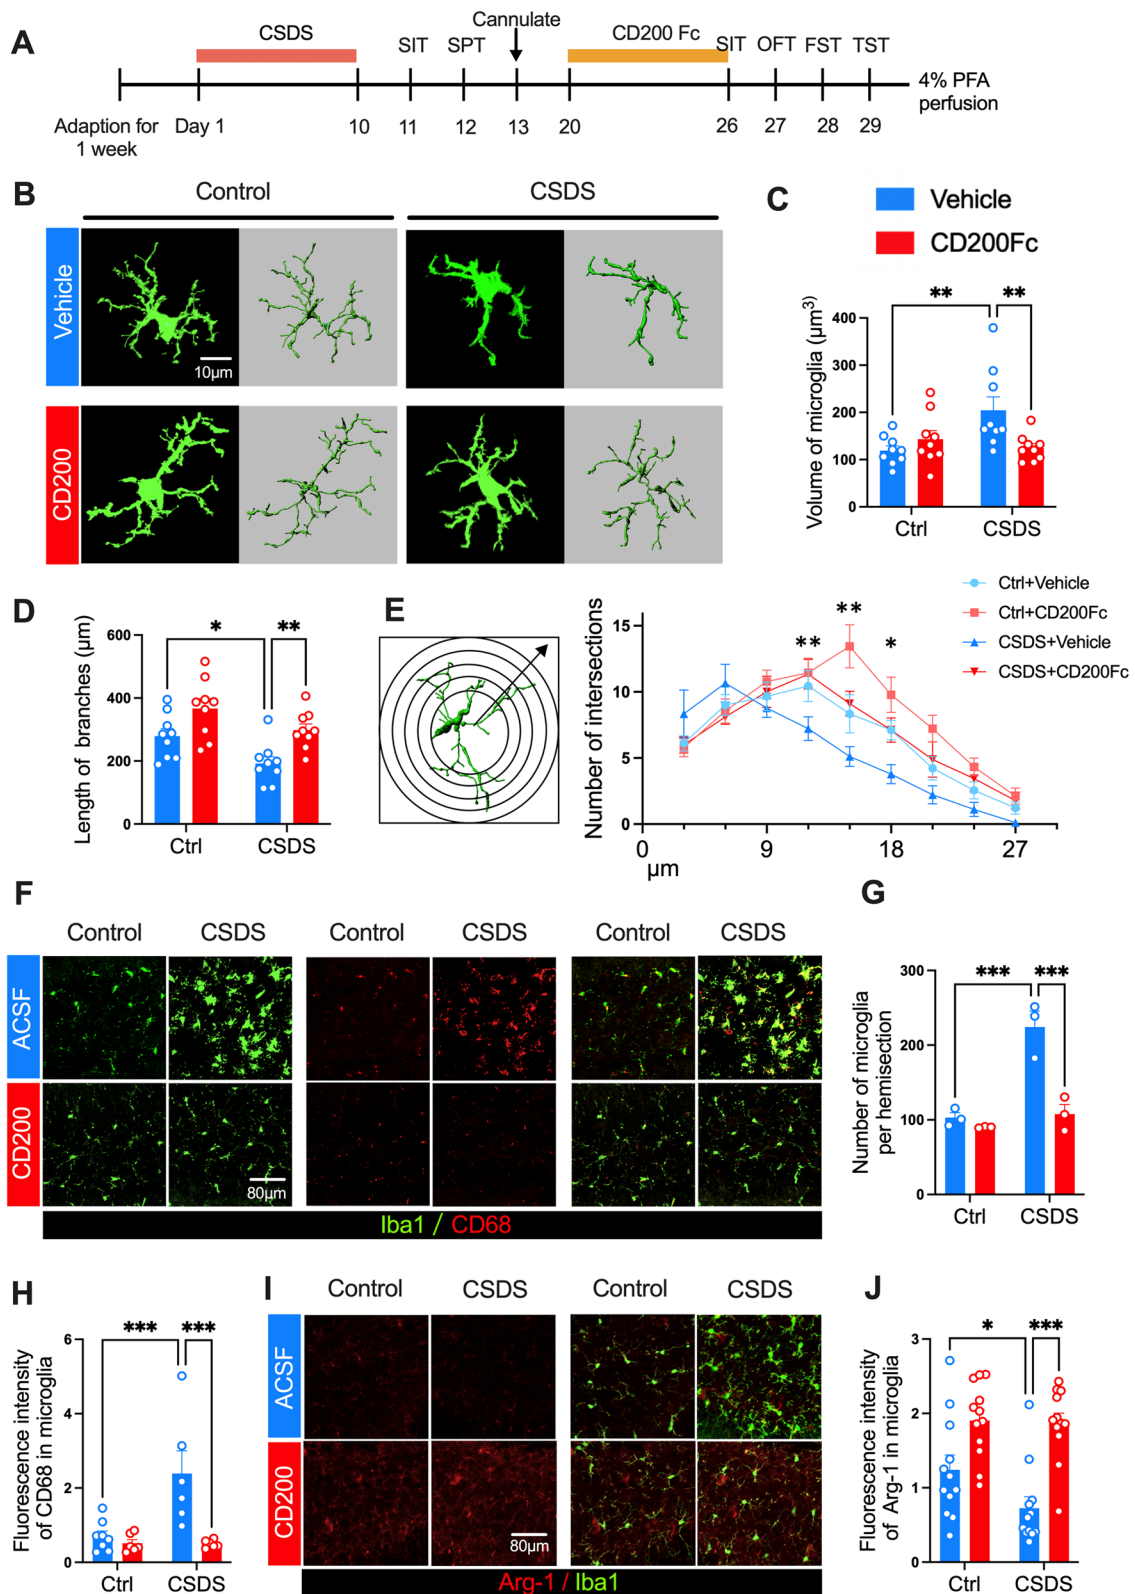 A
CSDS
SIT
SPT
Cannulate
CD200 Fc
SIT
OFT
FST
TST
4% PFA
perfusion
Adaption for
1 week
Day 1
10
11
12
13
20
26
27
28
29
B
Control
CSDS
Vehicle
10μm
CD200
C
Vehicle
CD200Fc
**
**
Volume of microglia (μm3)
400
300
200
100
0
Ctrl
CSDS
D
Length of branches (μm)
*
**
600
400
200
0
Ctrl
CSDS
E
Number of intersections
15
10
5
0
**
**
*
0
9
18
27
μm
Ctrl+Vehicle
Ctrl+CD200Fc
CSDS+Vehicle
CSDS+CD200Fc
F
Control
CSDS
Control
CSDS
Control
CSDS
ACSF
CD200
80μm
Iba1 / CD68
G
Number of microglia
per hemisection
***
***
300
200
100
0
Ctrl
CSDS
H
Fluorescence intensity
of CD68 in microglia
***
***
6
4
2
0
Ctrl
CSDS
I
Control
CSDS
Control
CSDS
ACSF
CD200
80μm
Arg-1 / Iba1
J
Fluorescence intensity
of Arg-1 in microglia
*
***
3
2
1
0
Ctrl
CSDS